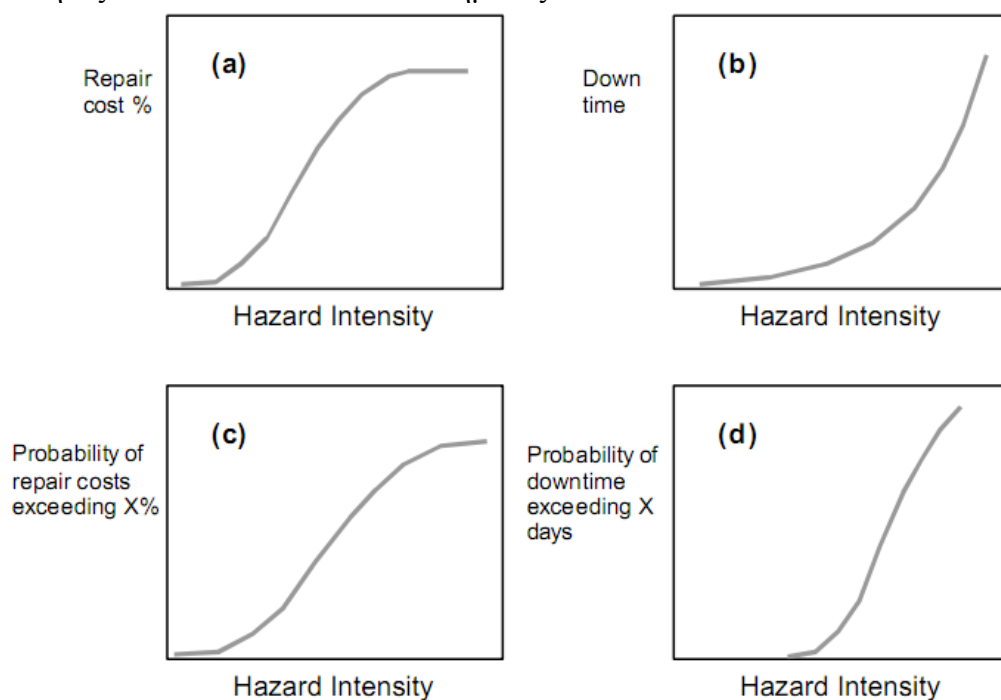 (a)
Repair
cost %
Hazard Intensity
(b)
Down
time
Hazard Intensity
(c)
Probability of
repair costs
exceeding X%
Hazard Intensity
(d)
Probability of
downtime
exceeding X
days
Hazard Intensity